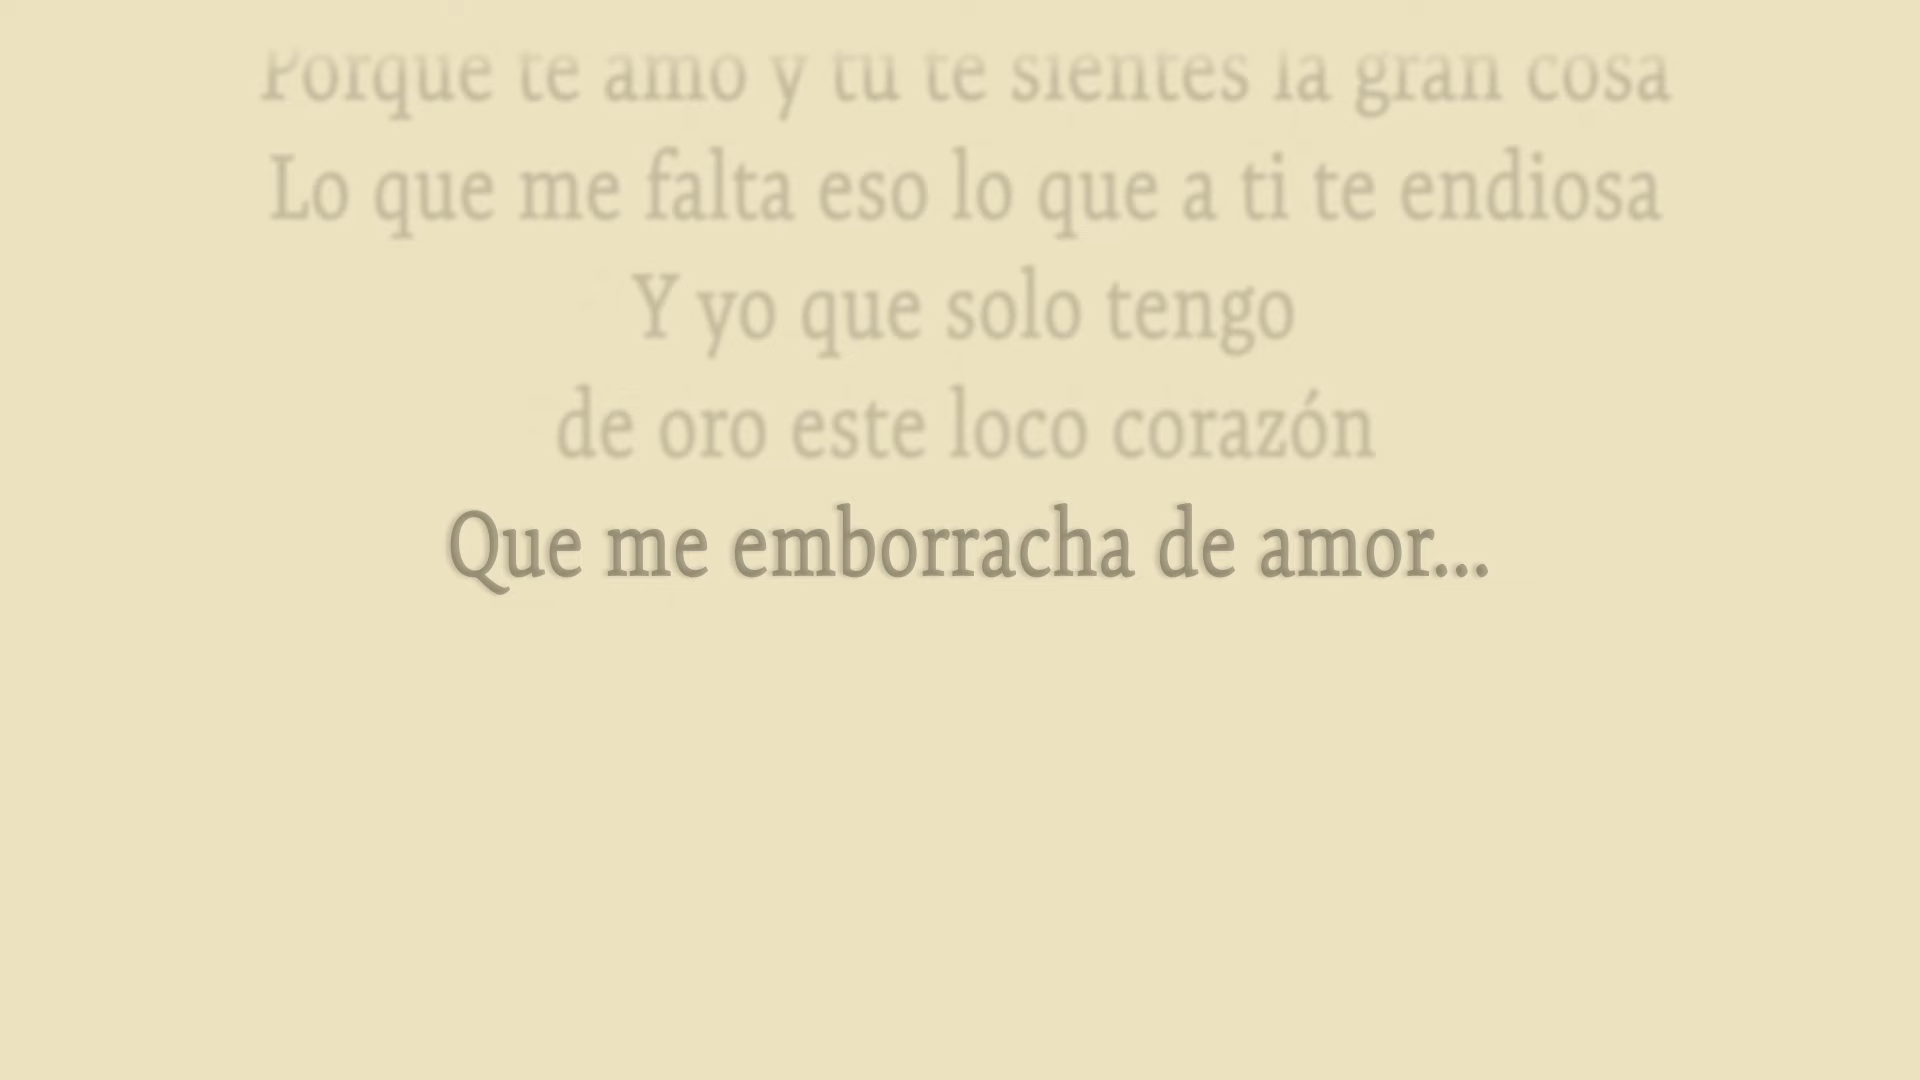 Porque te amo y tu te sientes la gran cosa
Lo que me falta eso lo que a ti te endiosa
Y yo que solo tengo
de oro este loco corazón
Que me emborracha de amor...